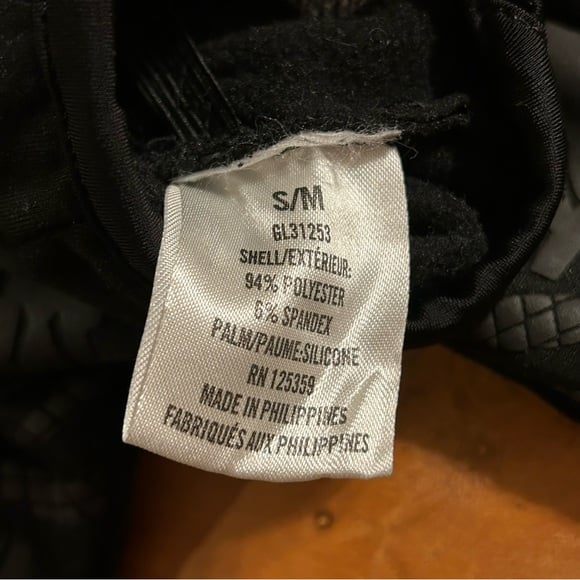 S/M
GL31253
SHELL/EXTÉRIEUR:
94% POLYESTER
6% SPANDEX
PALM/PAUME:SILICONE
RN 125359
MADE IN PHILIPPINES
FABRIQUÉS AUX PHILIPPINES